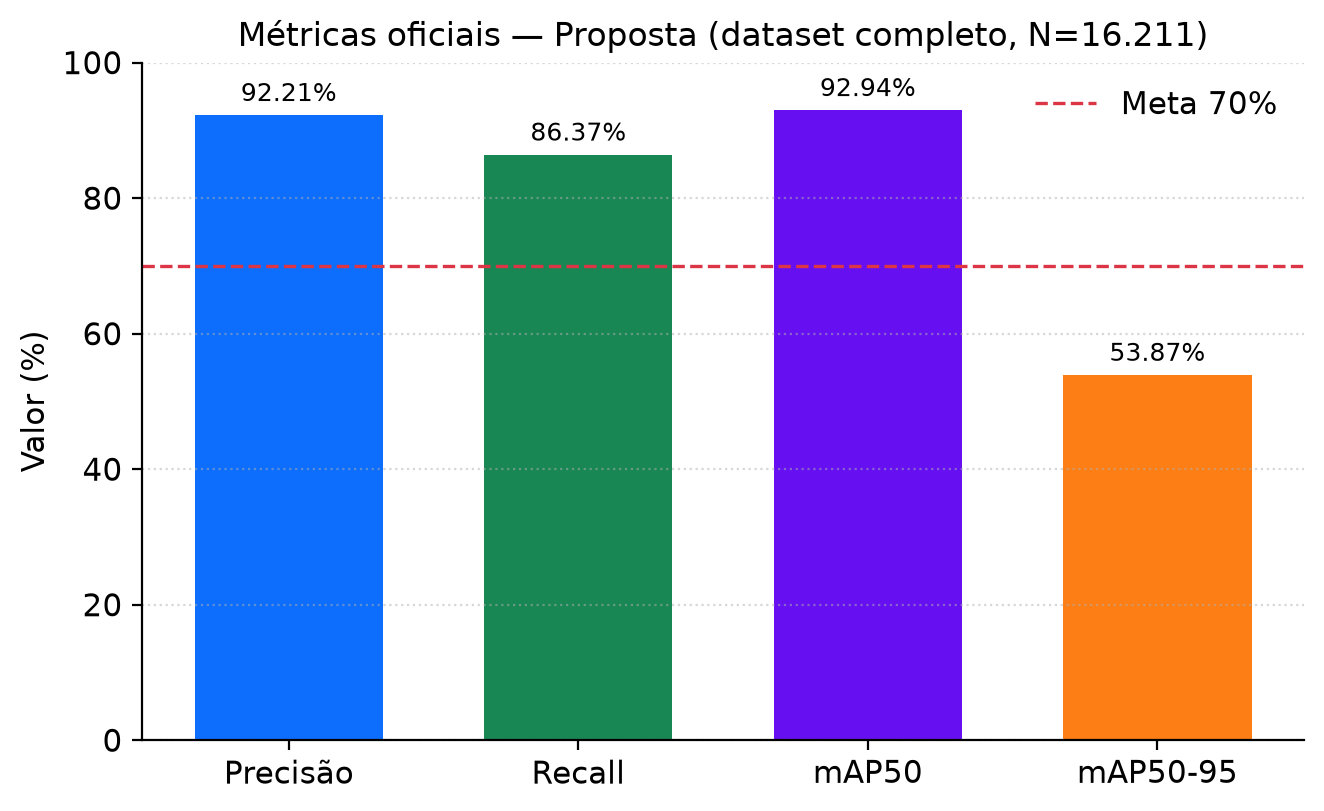 Métricas oficiais — Proposta (dataset completo, N=16.211)
Meta 70%
92.21%
86.37%
92.94%
53.87%
Valor (%)
100
80
60
40
20
0
Precisão
Recall
mAP50
mAP50-95